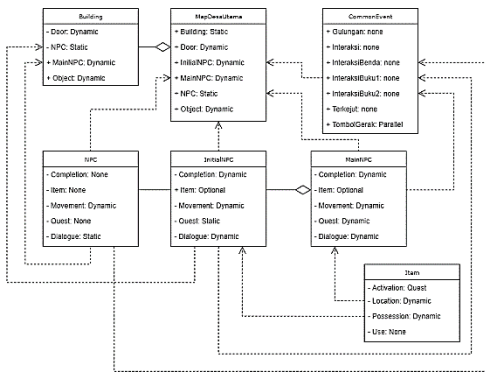 Building
- Door: Dynamic
- NPC: Static
+ MainNPC: Dynamic
+ Object: Dynamic
MapDesaUtama
+ Building: Static
+ Door: Dynamic
+ InitialNPC: Dynamic
+ MainNPC: Dynamic
+ NPC: Static
+ Object: Dynamic
CommonEvent
+ Gulungan: none
+ Interaksi: none
+ InteraksiBenda: none
+ InteraksiBuku1: none
+ InteraksiBuku2: none
+ Terkejut: none
+ TombolGerak: Parallel
NPC
- Completion: None
- Item: None
- Movement: Dynamic
- Quest: None
- Dialogue: Static
InitialNPC
- Completion: Dynamic
+ Item: Optional
- Movement: Dynamic
- Quest: Static
- Dialogue: Dynamic
MainNPC
- Completion: Dynamic
- Item: Optional
- Movement: Dynamic
- Quest: Dynamic
- Dialogue: Dynamic
Item
- Activation: Quest
- Location: Dynamic
- Possession: Dynamic
- Use: None